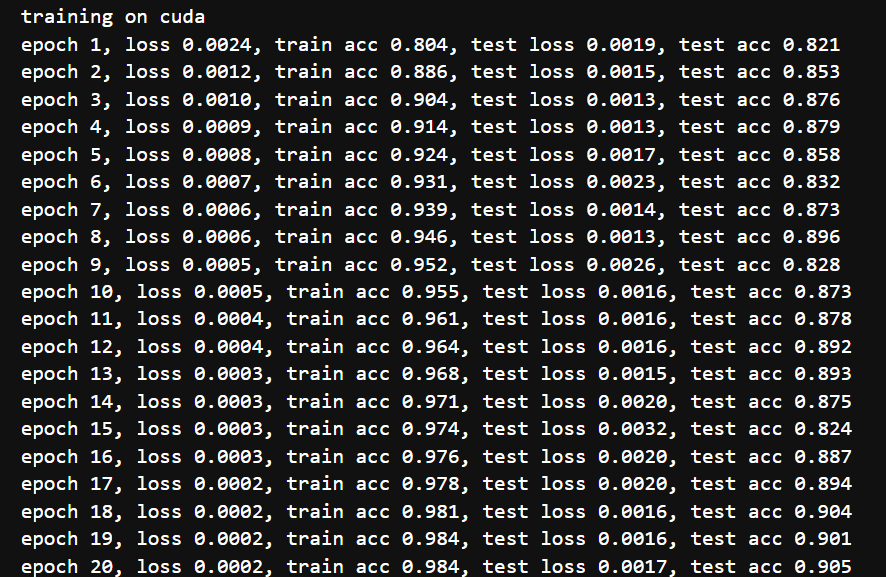 training on cuda
epoch 1, loss 0.0024, train acc 0.804, test loss 0.0019, test acc 0.821
epoch 2, loss 0.0012, train acc 0.886, test loss 0.0015, test acc 0.853
epoch 3, loss 0.0010, train acc 0.904, test loss 0.0013, test acc 0.876
epoch 4, loss 0.0009, train acc 0.914, test loss 0.0013, test acc 0.879
epoch 5, loss 0.0008, train acc 0.924, test loss 0.0017, test acc 0.858
epoch 6, loss 0.0007, train acc 0.931, test loss 0.0023, test acc 0.832
epoch 7, loss 0.0006, train acc 0.939, test loss 0.0014, test acc 0.873
epoch 8, loss 0.0006, train acc 0.946, test loss 0.0013, test acc 0.896
epoch 9, loss 0.0005, train acc 0.952, test loss 0.0026, test acc 0.828
epoch 10, loss 0.0005, train acc 0.955, test loss 0.0016, test acc 0.873
epoch 11, loss 0.0004, train acc 0.961, test loss 0.0016, test acc 0.878
epoch 12, loss 0.0004, train acc 0.964, test loss 0.0016, test acc 0.892
epoch 13, loss 0.0003, train acc 0.968, test loss 0.0015, test acc 0.893
epoch 14, loss 0.0003, train acc 0.971, test loss 0.0020, test acc 0.875
epoch 15, loss 0.0003, train acc 0.974, test loss 0.0032, test acc 0.824
epoch 16, loss 0.0003, train acc 0.976, test loss 0.0020, test acc 0.887
epoch 17, loss 0.0002, train acc 0.978, test loss 0.0020, test acc 0.894
epoch 18, loss 0.0002, train acc 0.981, test loss 0.0016, test acc 0.904
epoch 19, loss 0.0002, train acc 0.984, test loss 0.0016, test acc 0.901
epoch 20, loss 0.0002, train acc 0.984, test loss 0.0017, test acc 0.905